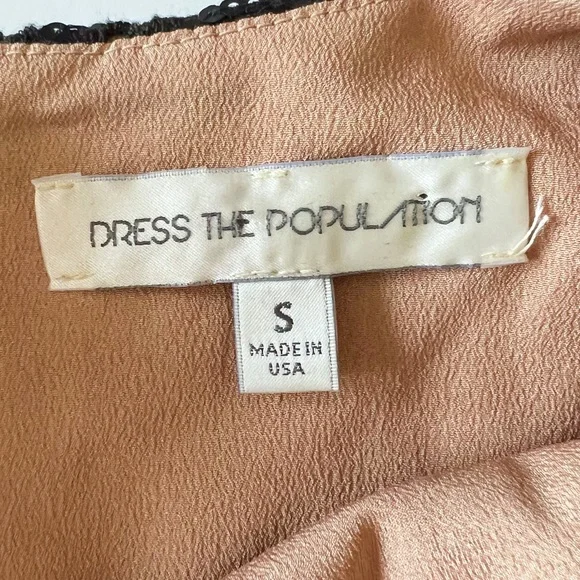 DRESS THE POPULATION
S
MADE IN
USA